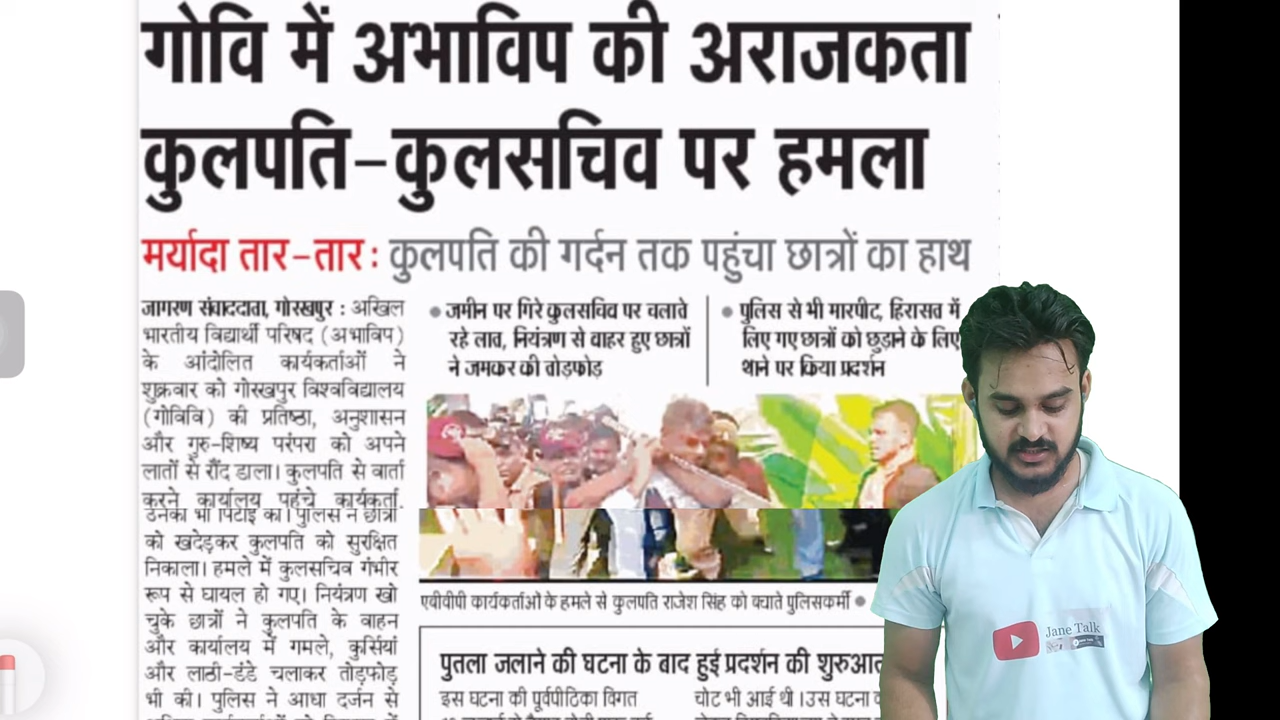 गोवि में अभाविप की अराजकता
कुलपति-कुलसचिव पर हमला
मर्यादा तार-तार : कुलपति की गर्दन तक पहुंचा छात्रों का हाथ
जागरण संवाददाता, गोरखपुर : अखिल
भारतीय विद्यार्थी परिषद (अभाविप)
के आंदोलित कार्यकर्ताओं ने
शुक्रवार को गोरखपुर विश्वविद्यालय
(गोविवि) की प्रतिष्ठा, अनुशासन
और गुरु-शिष्य परंपरा को अपने
लातों से रौंद डाला। कुलपति से वार्ता
करने कार्यालय पहुंचे कार्यकर्ता
उनकी भी पिटाई की। पुलिस ने छात्रों
को खदेड़कर कुलपति को सुरक्षित
निकाला। हमले में कुलसचिव गंभीर
रूप से घायल हो गए। नियंत्रण खो
चुके छात्रों ने कुलपति के वाहन
और कार्यालय में गमले, कुर्सियां
और लाठी-डंडे चलाकर तोड़फोड़
भी की। पुलिस ने आधा दर्जन से
● जमीन पर गिरे कुलसचिव पर चलाते
रहे लात, नियंत्रण से बाहर हुए छात्रों
ने जमकर की तोड़फोड़
● पुलिस से भी मारपीट, हिरासत में
लिए गए छात्रों को छुड़ाने के लिए
थाने पर किया प्रदर्शन
एबीवीपी कार्यकर्ताओं के हमले से कुलपति राजेश सिंह को बचाते पुलिसकर्मी ●
पुतला जलाने की घटना के बाद हुई प्रदर्शन की शुरुआत
इस घटना की पूर्वपीटिका विगत
चोट भी आई थी। उस घटना
Jane Talk